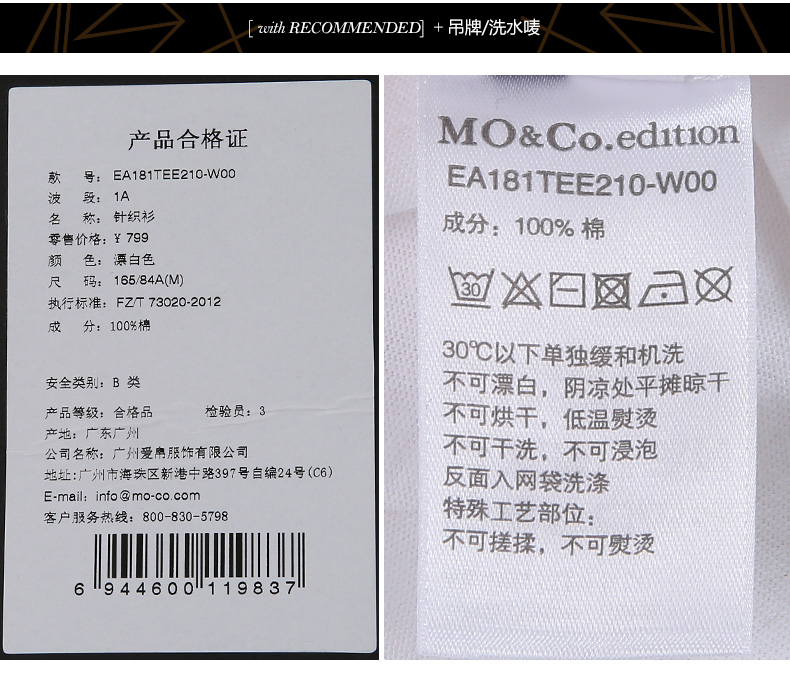 [ with RECOMMENDED] + 吊牌/洗水唛
产品合格证
款 号: EA181TEE210-W00
波 段: 1A
名 称: 针织衫
零售价格: ¥ 799
颜 色: 漂白色
尺 码: 165/84A(M)
执行标准: FZ/T 73020-2012
成 分: 100%棉
安全类别: B 类
产品等级: 合格品 检验员: 3
产地: 广东广州
公司名称: 广州爱帛服饰有限公司
地址:广州市海珠区新港中路397号自编24号(C6)
E-mail: info@mo-co.com
客户服务热线: 800-830-5798
6 944600 119837
MO&Co.edition
EA181TEE210-W00
成分: 100% 棉
30
30℃以下单独缓和机洗
不可漂白, 阴凉处平摊晾干
不可烘干, 低温熨烫
不可干洗, 不可浸泡
反面入网袋洗涤
特殊工艺部位:
不可搓揉, 不可熨烫